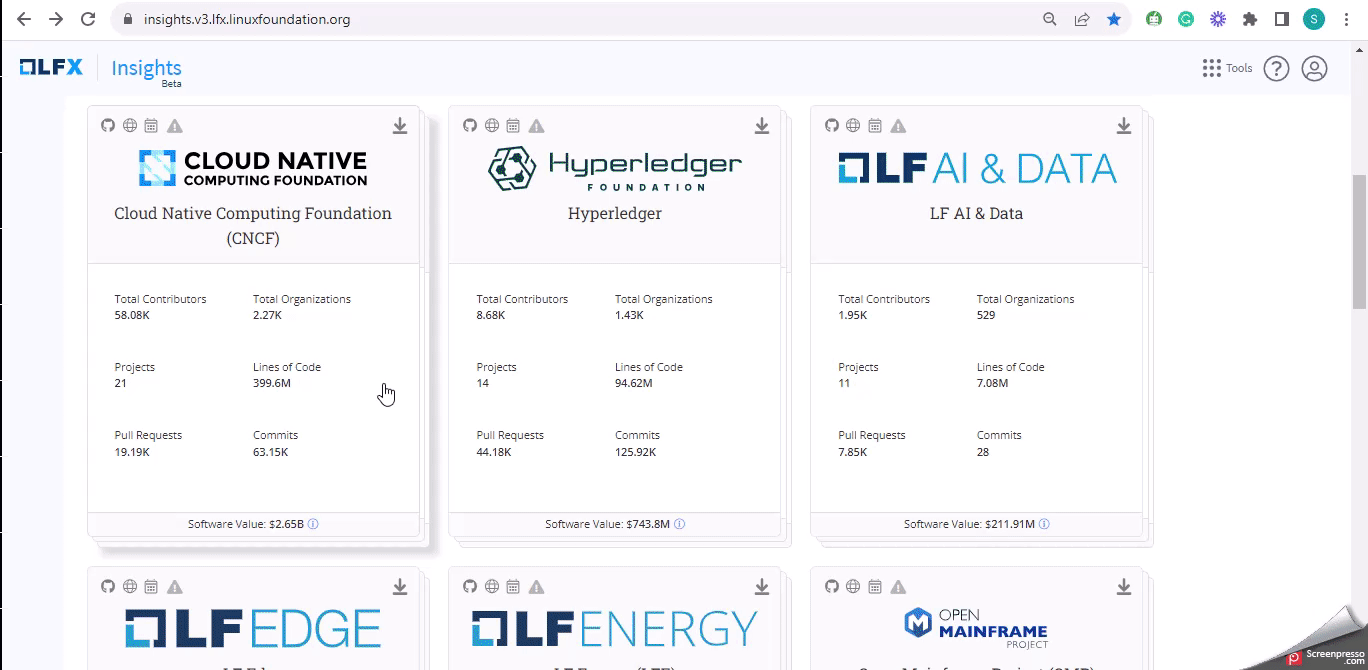 insights.v3.lfx.linuxfoundation.org
S
LFX Insights
Beta
Tools
?
CLOUD NATIVE
COMPUTING FOUNDATION
Cloud Native Computing Foundation
(CNCF)
Total Contributors Total Organizations
58.08K 2.27K
Projects Lines of Code
21 399.6M
Pull Requests Commits
19.19K 63.15K
Software Value: $2.65B
Hyperledger
FOUNDATION
Hyperledger
Total Contributors Total Organizations
8.68K 1.43K
Projects Lines of Code
14 94.62M
Pull Requests Commits
44.18K 125.92K
Software Value: $743.8M
LF AI & DATA
LF AI & Data
Total Contributors Total Organizations
1.95K 529
Projects Lines of Code
11 7.08M
Pull Requests Commits
7.85K 28
Software Value: $211.91M
LF EDGE
LF ENERGY
OPEN
MAINFRAME
PROJECT
Screenpresso
.com